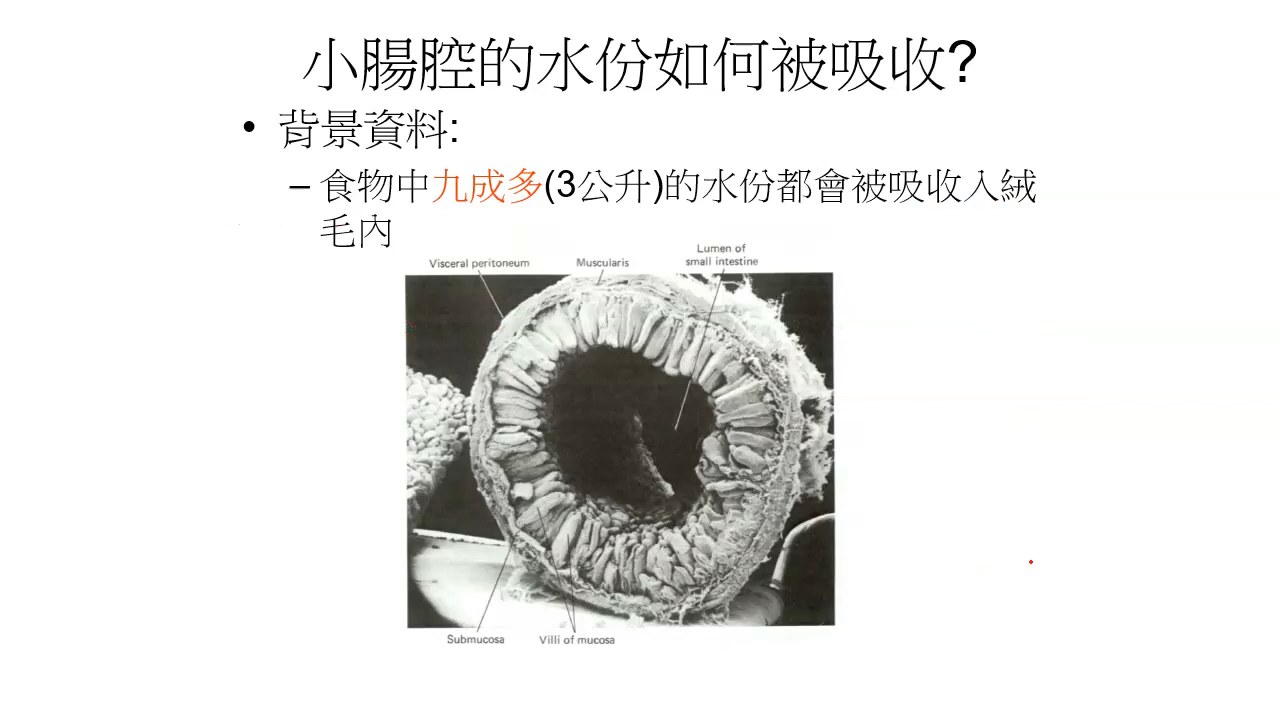 小腸腔的水份如何被吸收?
• 背景資料:
– 食物中九成多(3公升)的水份都會被吸收入絨
毛內
Lumen of
small intestine
Visceral peritoneum
Muscularis
Submucosa
Villi of mucosa